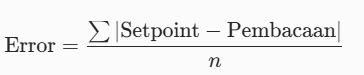 Error = ∑ |Setpoint − Pembacaan| / n